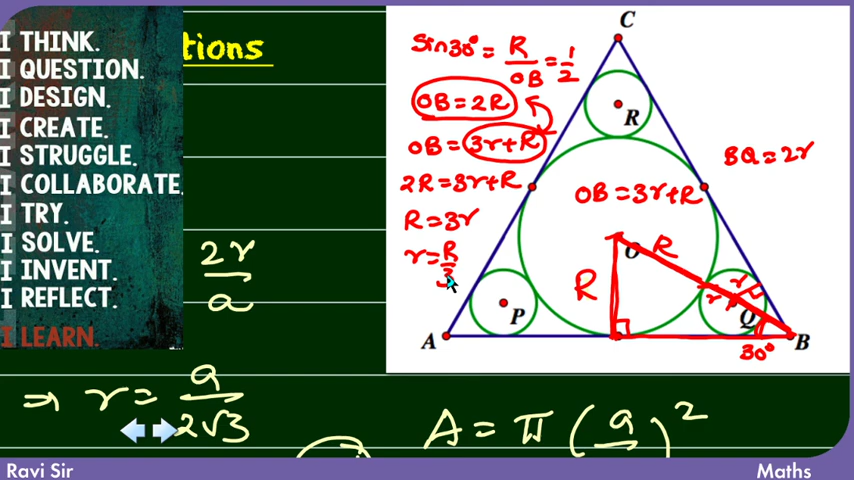 I THINK.
I QUESTION.
I DESIGN.
I CREATE.
I STRUGGLE.
I COLLABORATE.
I TRY.
I SOLVE.
I INVENT.
I REFLECT.
I LEARN.
tions
2r/a
⇒ r = a/2√3
A = π(a
)²
Sin30° = R/OB = 1/2
OB = 2R
OB = 3r+R
2R = 3r+R
R = 3r
r = R/3
BQ = 2r
OB = 3r+R
C
R
O
R
R
r
r
P
Q
A
B
30°
Ravi Sir
Maths